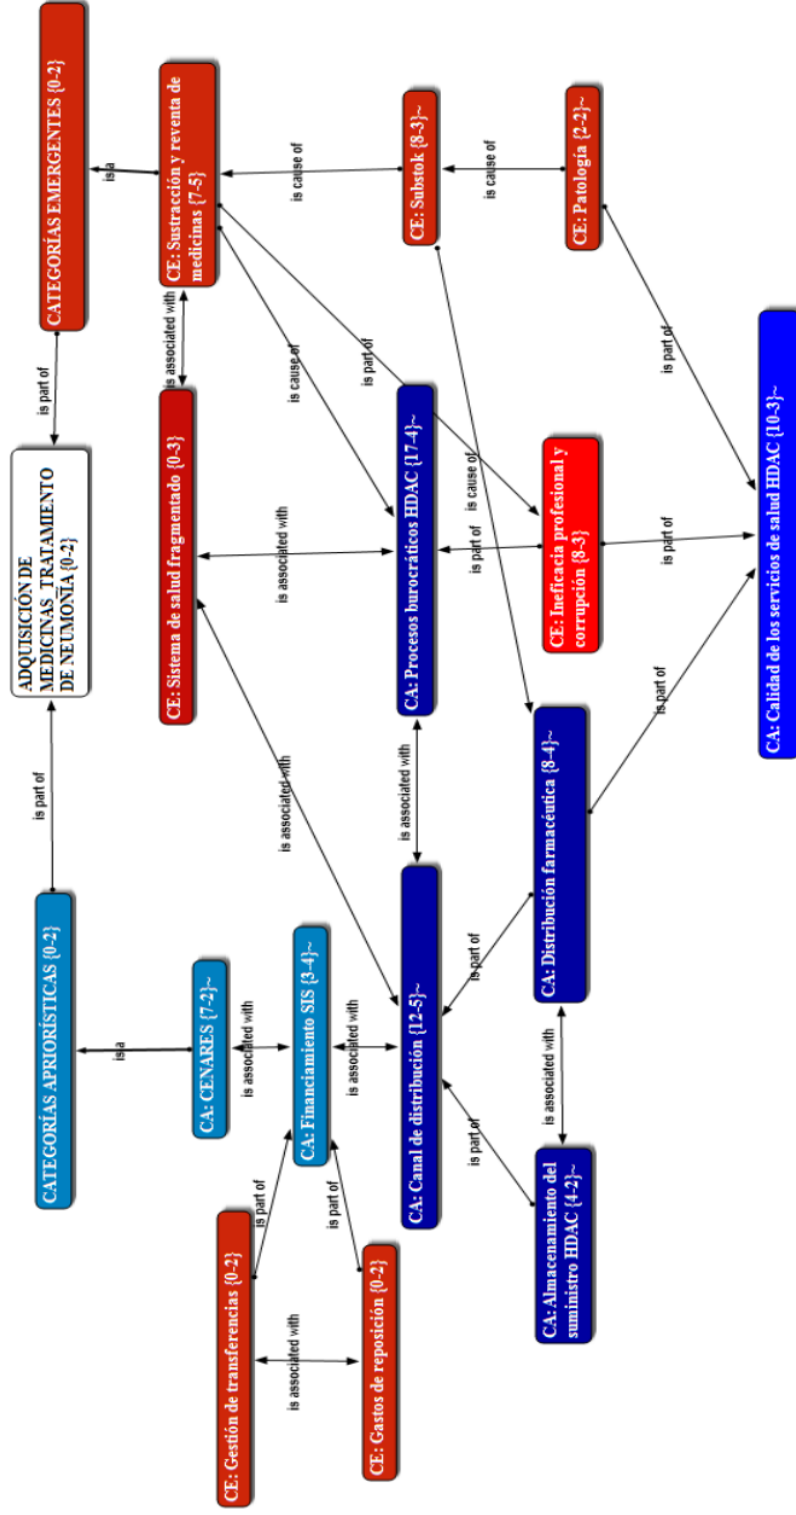 CATEGORÍAS APRIORÍSTICAS {0-2}
is part of
ADQUISICIÓN DE
MEDICINAS TRATAMIENTO
DE NEUMONÍA {0-2}
is part of
CATEGORÍAS EMERGENTES {0-2}
is a
is a
CA: CENARES {7-2}~
CE: Sistema de salud fragmentado {0-3}
is associated with
CE: Sustracción y reventa de
medicinas {7-5}
CE: Gestión de transferencias {0-2}
is part of
is associated with
is associated with
is associated with
is associated with
is cause of
is cause of
CA: Financiamiento SIS {3-4}~
is part of
is associated with
is part of
CE: Gastos de reposición {0-2}
CA: Canal de distribución {12-5}~
is associated with
CA: Procesos burocráticos HDAC {17-4}~
CE: Substok {8-3}~
is part of
is part of
is part of
is cause of
is cause of
CA: Almacenamiento del
suministro HDAC {4-2}~
is associated with
CA: Distribución farmacéutica {8-4}~
CE: Ineficacia profesional y
corrupción {8-3}
CE: Patología {2-2}~
is part of
is part of
is part of
CA: Calidad de los servicios de salud HDAC {10-3}~